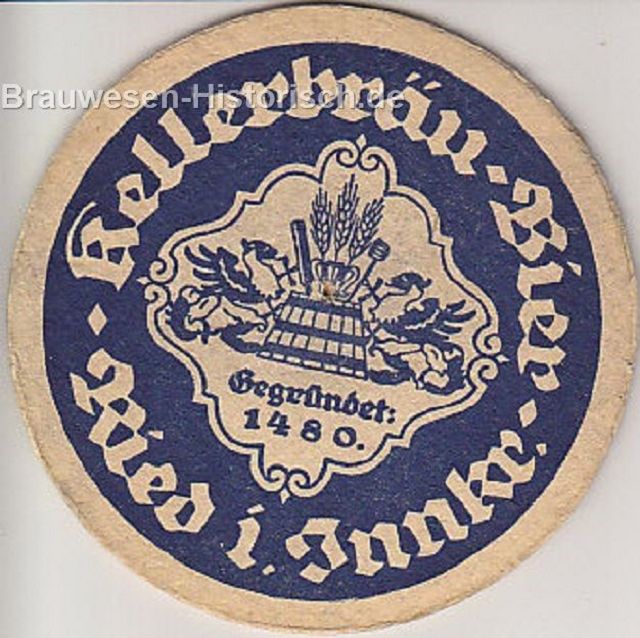 Brauwesen-Historisch.de
Kellerbräu-Bier
Ried i. Innkr.
Gegründet:
1480.